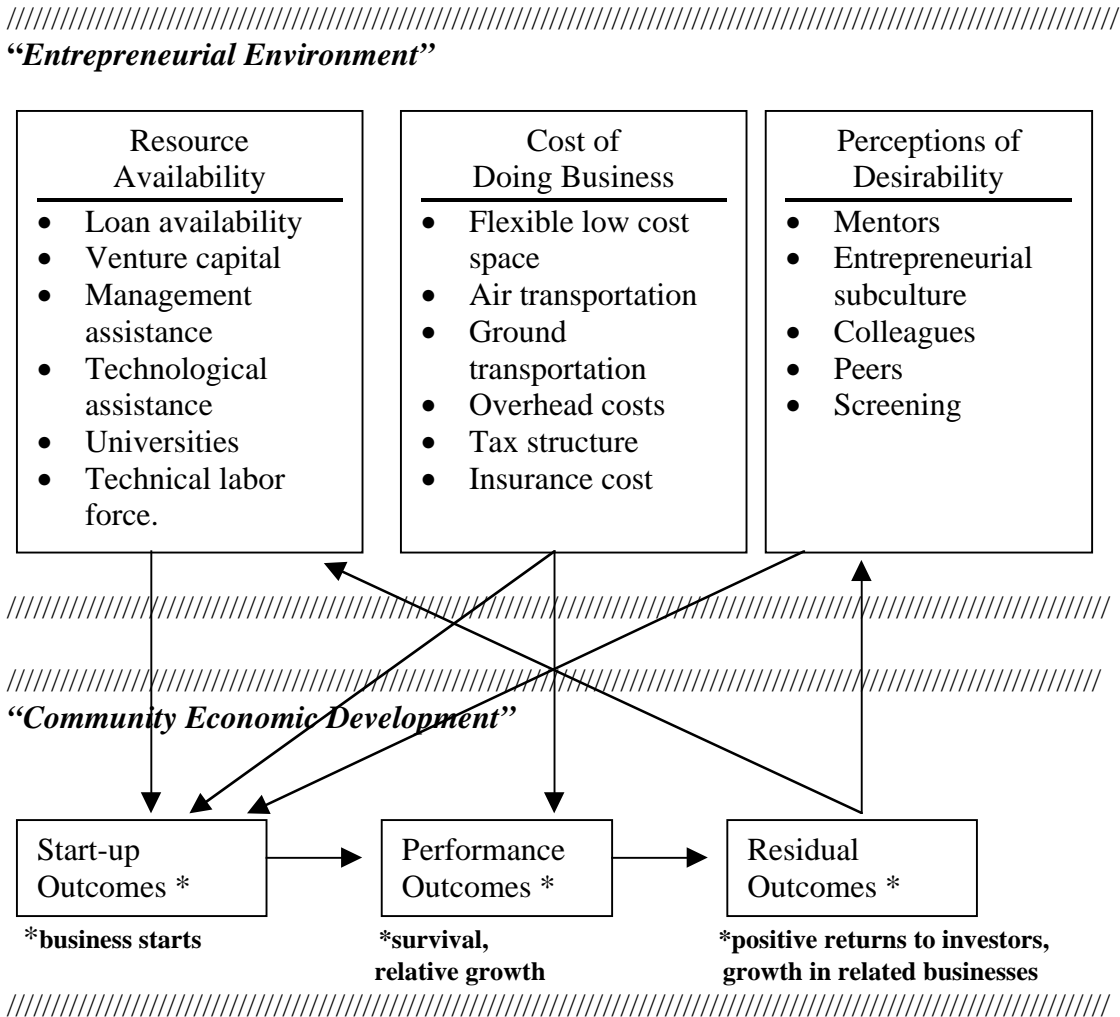 “Entrepreneurial Environment”
Resource
Availability
• Loan availability
• Venture capital
• Management
assistance
• Technological
assistance
• Universities
• Technical labor
force.
Cost of
Doing Business
• Flexible low cost
space
• Air transportation
• Ground
transportation
• Overhead costs
• Tax structure
• Insurance cost
Perceptions of
Desirability
• Mentors
• Entrepreneurial
subculture
• Colleagues
• Peers
• Screening
“Community Economic Development”
Start-up
Outcomes *
*business starts
Performance
Outcomes *
*survival,
relative growth
Residual
Outcomes *
*positive returns to investors,
growth in related businesses